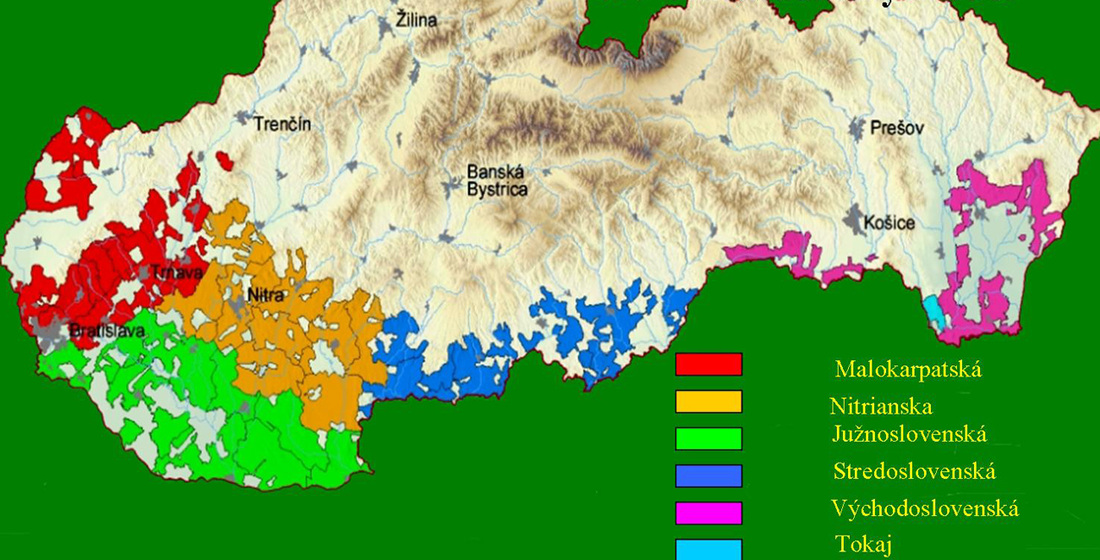 Žilina
Trenčín
Prešov
Banská
Bystrica
Košice
Trnava
Nitra
Bratislava
Malokarpatská
Nitrianska
Južnoslovenská
Stredoslovenská
Východoslovenská
Tokaj